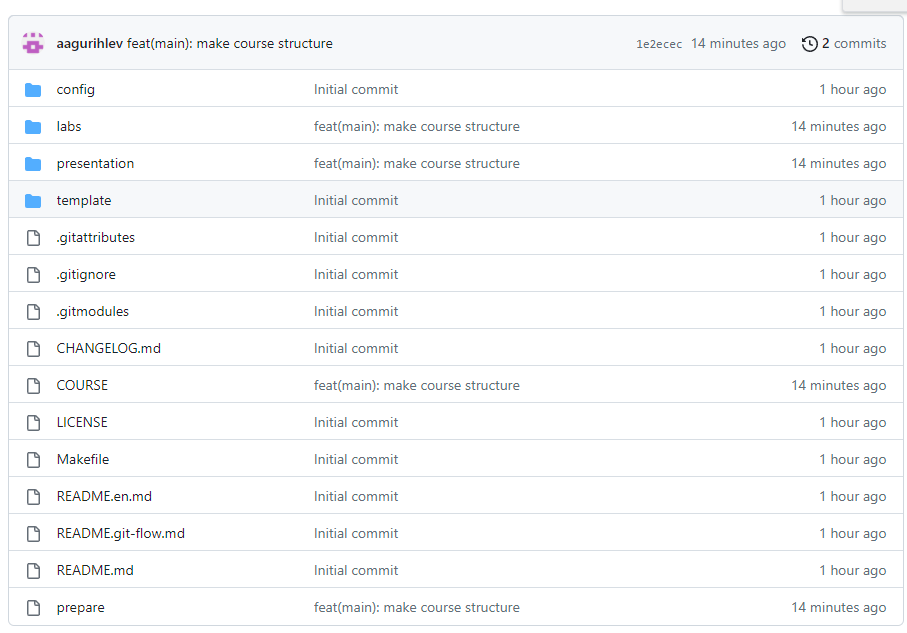 aagurihlev feat(main): make course structure 1e2ecec 14 minutes ago 2 commits
config Initial commit 1 hour ago
labs feat(main): make course structure 14 minutes ago
presentation feat(main): make course structure 14 minutes ago
template Initial commit 1 hour ago
.gitattributes Initial commit 1 hour ago
.gitignore Initial commit 1 hour ago
.gitmodules Initial commit 1 hour ago
CHANGELOG.md Initial commit 1 hour ago
COURSE feat(main): make course structure 14 minutes ago
LICENSE Initial commit 1 hour ago
Makefile Initial commit 1 hour ago
README.en.md Initial commit 1 hour ago
README.git-flow.md Initial commit 1 hour ago
README.md Initial commit 1 hour ago
prepare feat(main): make course structure 14 minutes ago